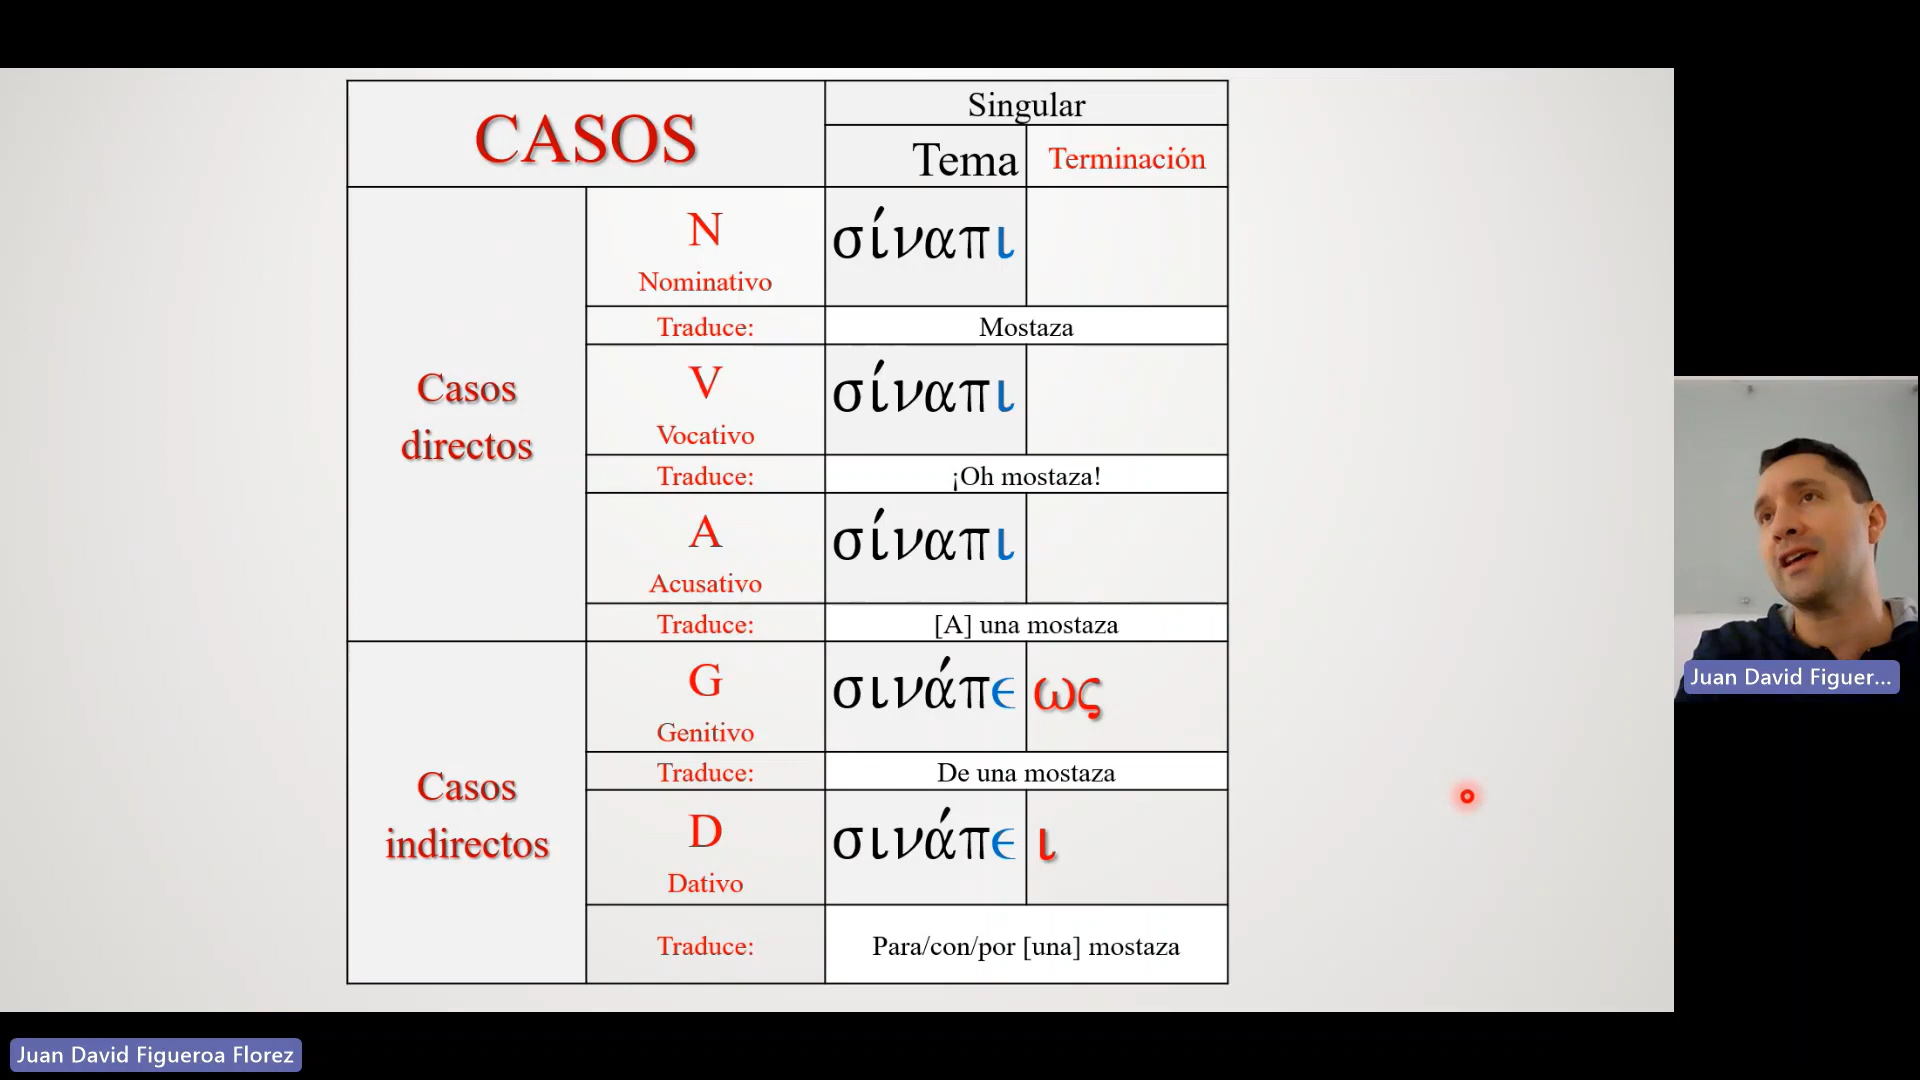 CASOS
Singular
Tema Terminación
Casos
directos
N
Nominativo
σίναπι
Traduce: Mostaza
V
Vocativo
σίναπι
Traduce: ¡Oh mostaza!
A
Acusativo
σίναπι
Traduce: [A] una mostaza
Casos
indirectos
G
Genitivo
σινάπε ως
Traduce: De una mostaza
D
Dativo
σινάπε ι
Traduce: Para/con/por [una] mostaza
Juan David Figuer...
Juan David Figueroa Florez